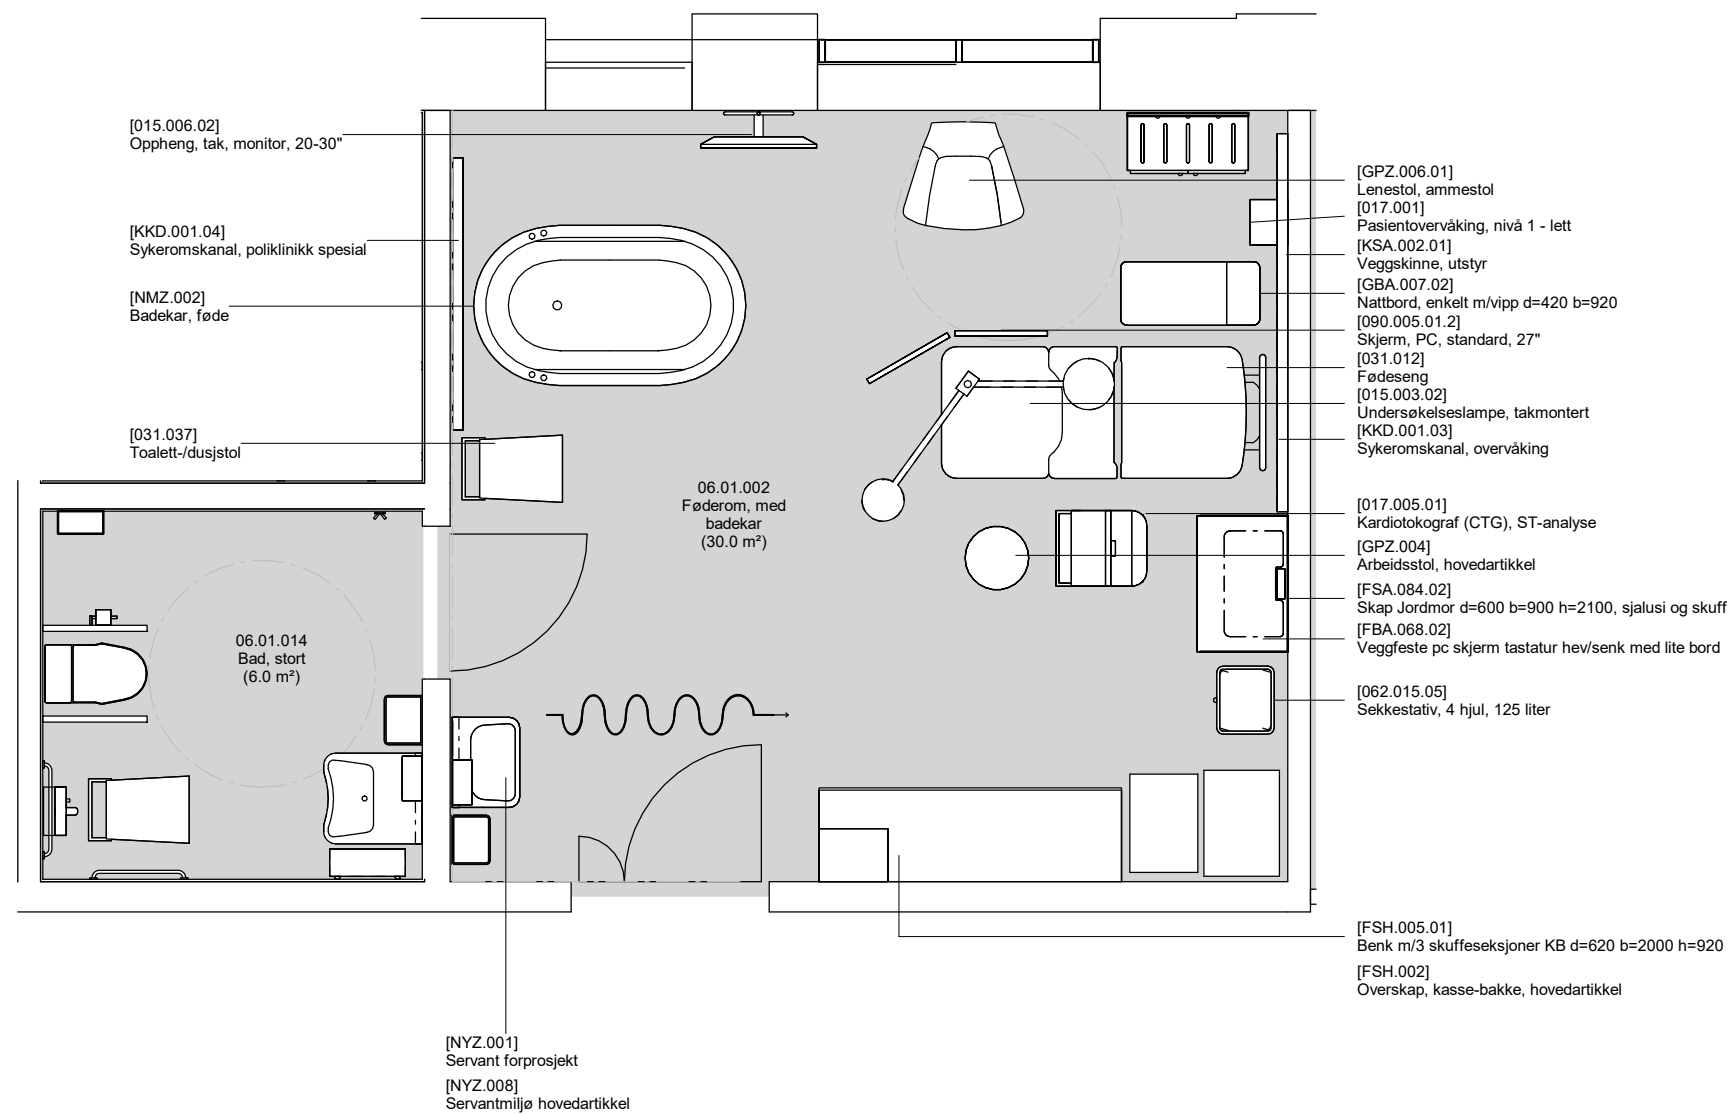 [015.006.02]
Oppheng, tak, monitor, 20-30"
[KKD.001.04]
Sykeromskanal, poliklinikk spesial
[NMZ.002]
Badekar, føde
[031.037]
Toalett-/dusjstol
06.01.002
Føderom, med
badekar
(30.0 m²)
06.01.014
Bad, stort
(6.0 m²)
[GPZ.006.01]
Lenestol, ammestol
[017.001]
Pasientovervåking, nivå 1 - lett
[KSA.002.01]
Veggskinne, utstyr
[GBA.007.02]
Nattbord, enkelt m/vipp d=420 b=920
[090.005.01.2]
Skjerm, PC, standard, 27"
[031.012]
Fødeseng
[015.003.02]
Undersøkelseslampe, takmontert
[KKD.001.03]
Sykeromskanal, overvåking
[017.005.01]
Kardiotokograf (CTG), ST-analyse
[GPZ.004]
Arbeidsstol, hovedartikkel
[FSA.084.02]
Skap Jordmor d=600 b=900 h=2100, sjalusi og skuff
[FBA.068.02]
Veggfeste pc skjerm tastatur hev/senk med lite bord
[062.015.05]
Sekkestativ, 4 hjul, 125 liter
[FSH.005.01]
Benk m/3 skuffeseksjoner KB d=620 b=2000 h=920
[FSH.002]
Overskap, kasse-bakke, hovedartikkel
[NYZ.001]
Servant forprosjekt
[NYZ.008]
Servantmiljø hovedartikkel